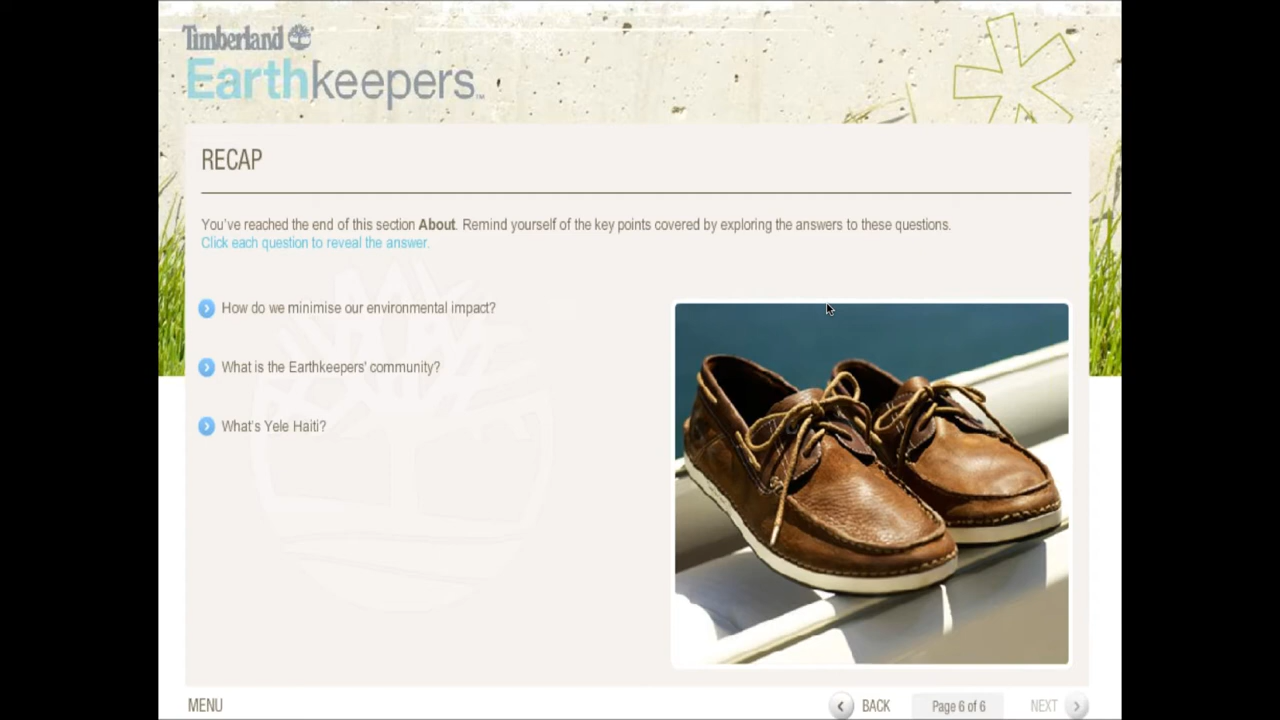 Timberland
Earthkeepers™
RECAP
You've reached the end of this section About. Remind yourself of the key points covered by exploring the answers to these questions.
Click each question to reveal the answer.
How do we minimise our environmental impact?
What is the Earthkeepers' community?
What's Yele Haiti?
MENU
BACK
Page 6 of 6
NEXT